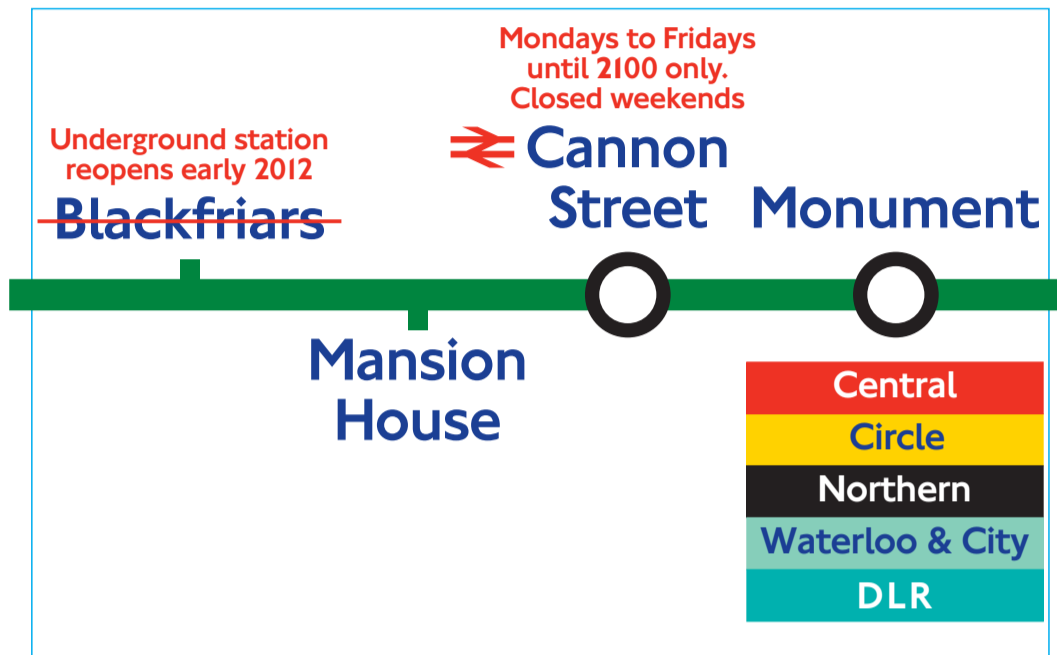 Underground station
reopens early 2012
Blackfriars
Mansion
House
Mondays to Fridays
until 2100 only.
Closed weekends
Cannon
Street
Monument
Central
Circle
Northern
Waterloo & City
DLR